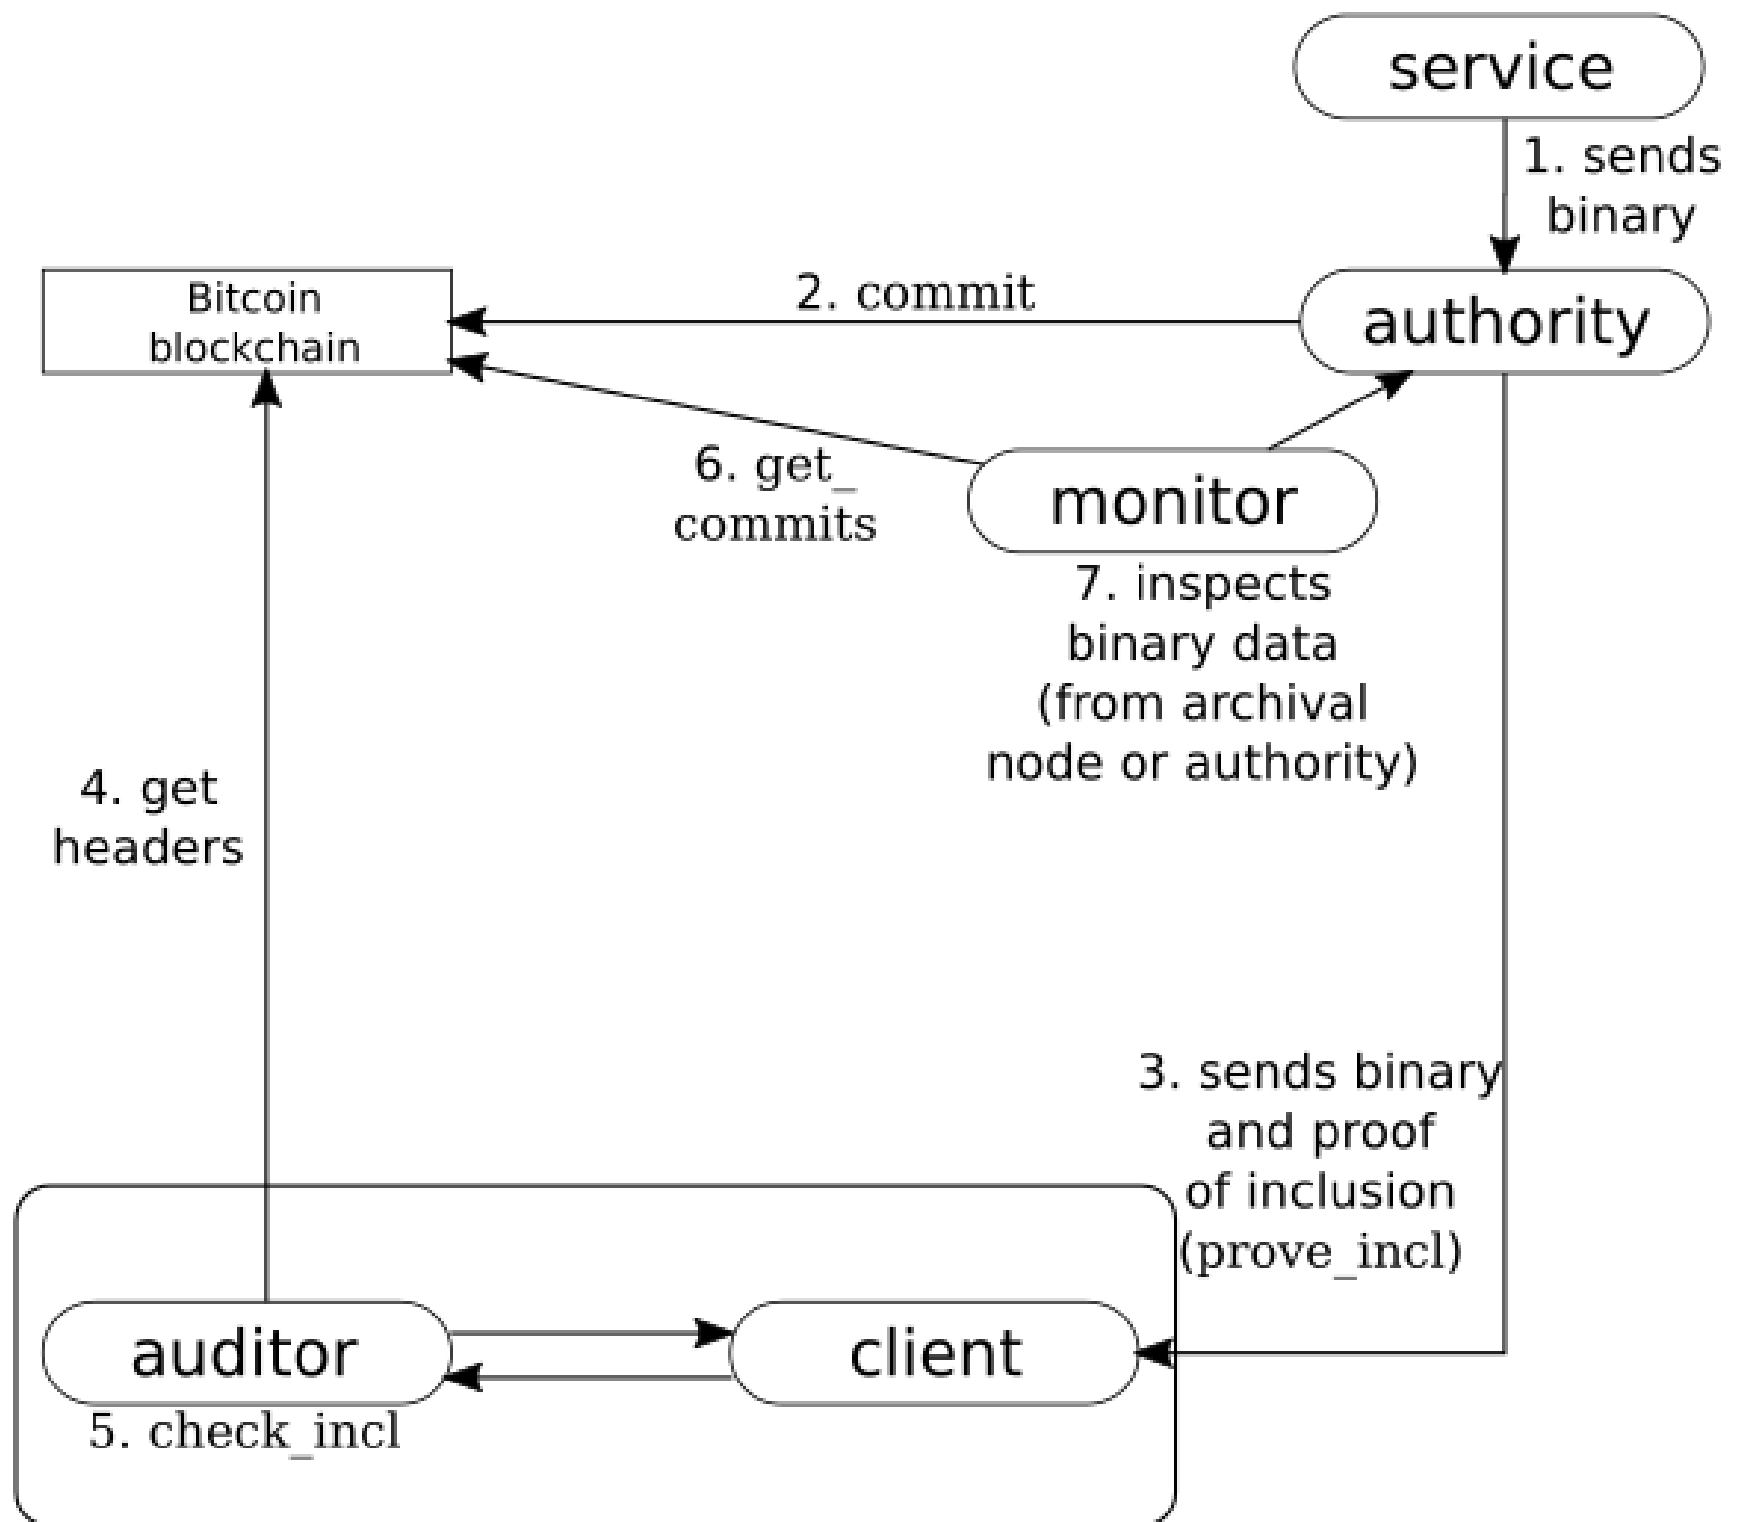 service
1. sends
binary
Bitcoin
blockchain
2. commit
authority
6. get_
commits
monitor
7. inspects
binary data
(from archival
node or authority)
4. get
headers
3. sends binary
and proof
of inclusion
(prove_incl)
auditor
client
5. check_incl